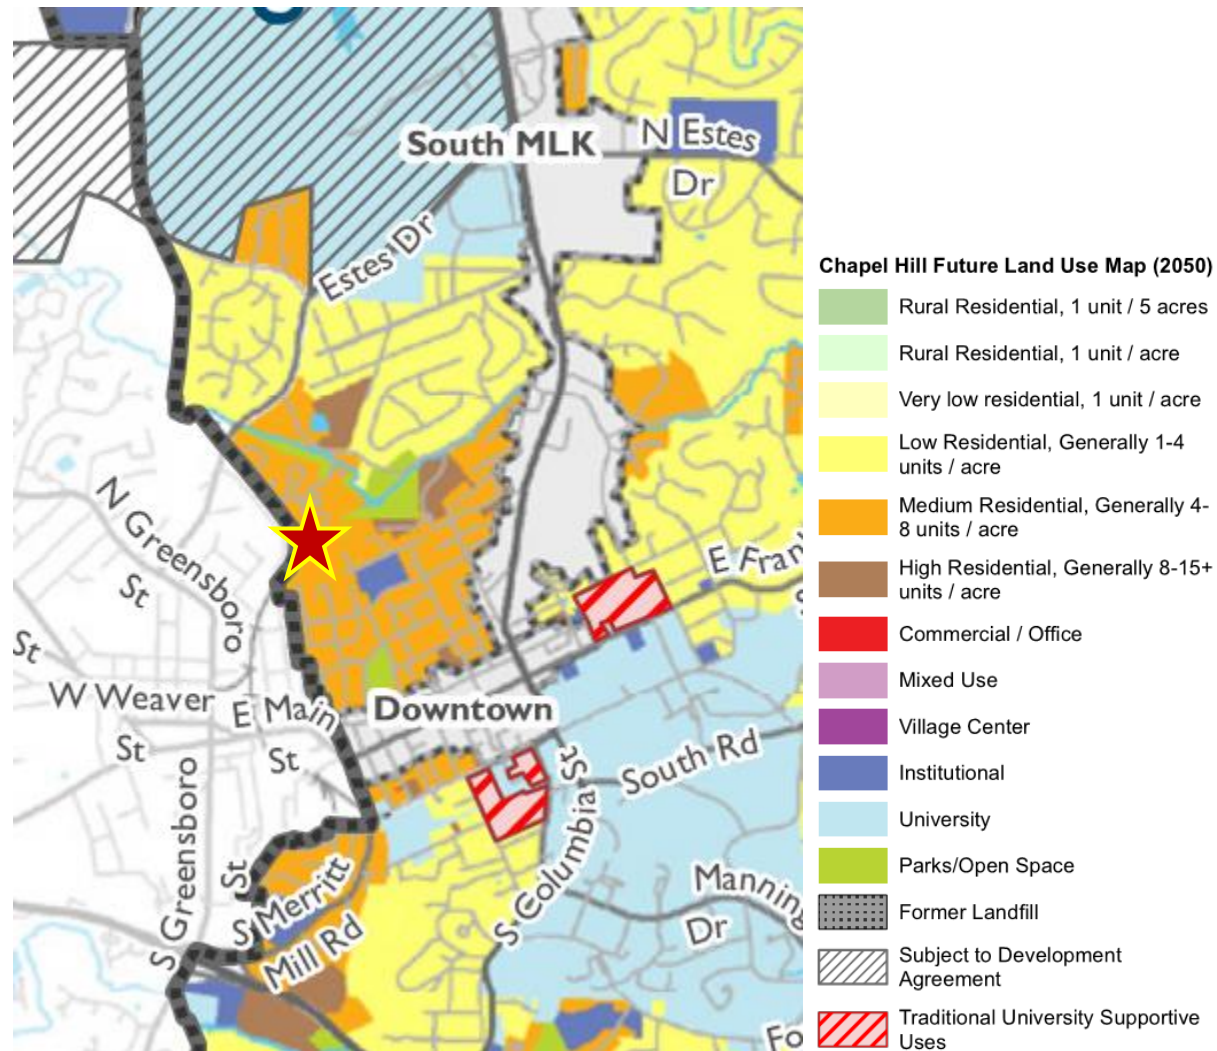 South MLK
N Estes
Dr
Estes Dr
N Greensboro
St
E Fran
St
W Weaver
St
E Main
St
Downtown
South Rd
S Columbia St
S Greensboro
St
S Merritt
Mill Rd
Manning
Dr
Fo
Chapel Hill Future Land Use Map (2050)
Rural Residential, 1 unit / 5 acres
Rural Residential, 1 unit / acre
Very low residential, 1 unit / acre
Low Residential, Generally 1-4
units / acre
Medium Residential, Generally 4-
8 units / acre
High Residential, Generally 8-15+
units / acre
Commercial / Office
Mixed Use
Village Center
Institutional
University
Parks/Open Space
Former Landfill
Subject to Development
Agreement
Traditional University Supportive
Uses